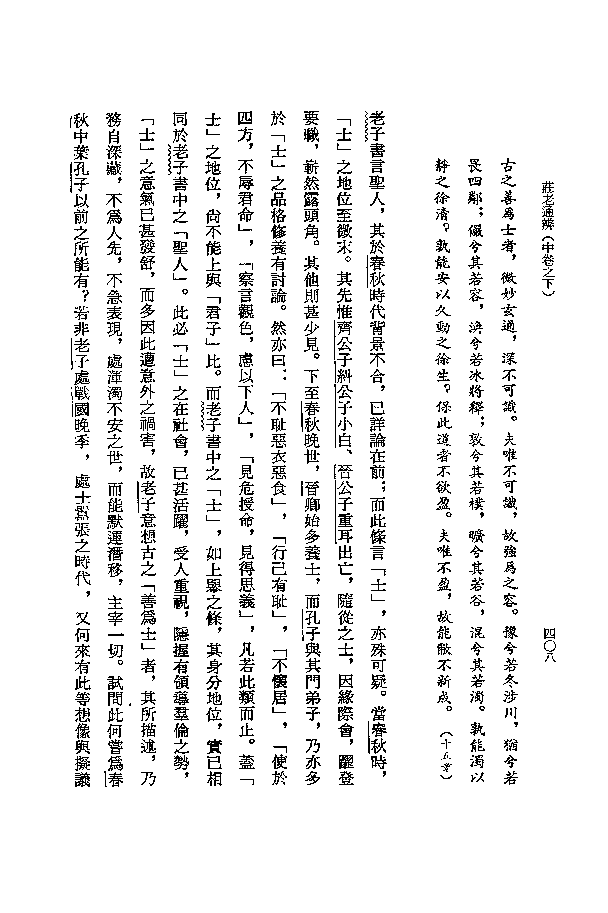 莊老通辨（中卷之下）
四〇八
古之善為士者，微妙玄通，深不可識。夫唯不可識，故強為之容。豫兮若冬涉川，猶兮若
畏四鄰；儼兮其若容，渙兮若冰將釋；敦兮其若樸，曠兮其若谷，混兮其若濁。孰能濁以
靜之徐清。孰能安以久動之徐生。保此道者不欲盈。夫唯不盈，故能敝不新成。（十五章）
老子書言聖人，其於春秋時代背景不合，已詳論在前；而此條言「士」，亦殊可疑。當春秋時，
「士」之地位至微末。其先惟齊公子糾公子小白、晉公子重耳出亡，隨從之士，因緣際會，躍登
要職，嶄然露頭角。其他則甚少見。下至春秋晚世，晉卿始多養士，而孔子與其門弟子，乃亦多
於「士」之品格修養有討論。然亦曰：「不耻惡衣惡食」，「行己有耻」，「不懷居」，「使於
四方，不辱君命」，「察言觀色，慮以下人」，「見危授命，見得思義」，凡若此類而止。蓋「
士」之地位，尚不能上與「君子」比。而老子書中之「士」，如上舉之條，其身分地位，實已相
同於老子書中之「聖人」。此必「士」之在社會，已甚活躍，受人重視，隱握有領導羣倫之勢，
「士」之意氣已甚發舒，而多因此遭意外之禍害，故老子意想古之「善為士」者，其所描述，乃
務自深藏，不為人先，不急表現，處渾濁不安之世，而能默運潛移，主宰一切。試問此何嘗為春
秋中葉孔子以前之所能有？若非老子處戰國晚季，處士囂張之時代，又何來有此等想像與擬議